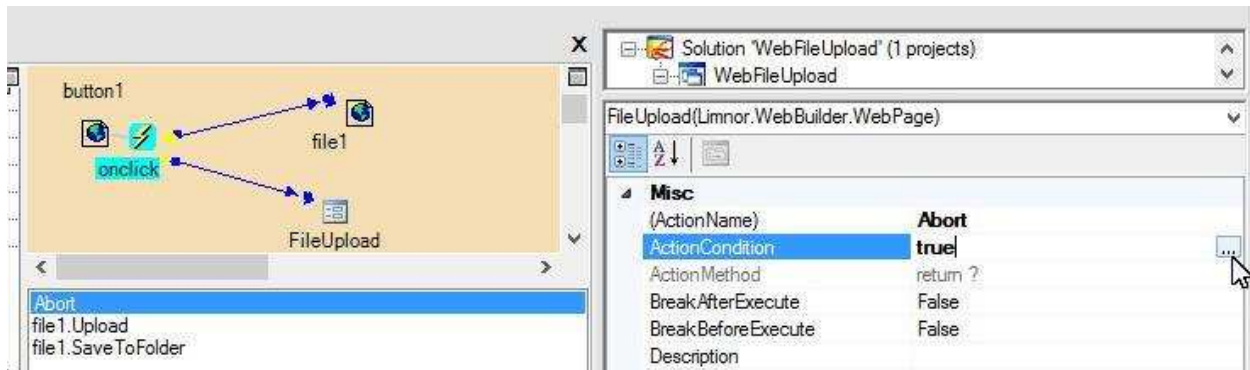 X
button1
file1
onclick
FileUpload
Abort
file1.Upload
file1.SaveToFolder
Solution 'WebFileUpload' (1 projects)
WebFileUpload
FileUpload(Limnor.WebBuilder.WebPage)
A
Z
Misc
(ActionName) Abort
ActionCondition true ...
ActionMethod return ?
BreakAfterExecute False
BreakBeforeExecute False
Description